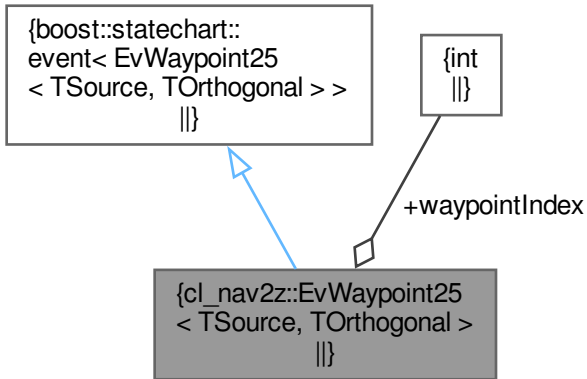 {boost::statechart::
event< EvWaypoint25
< TSource, TOrthogonal > >
||}
{int
||}
+waypointIndex
{cl_nav2z::EvWaypoint25
< TSource, TOrthogonal >
||}